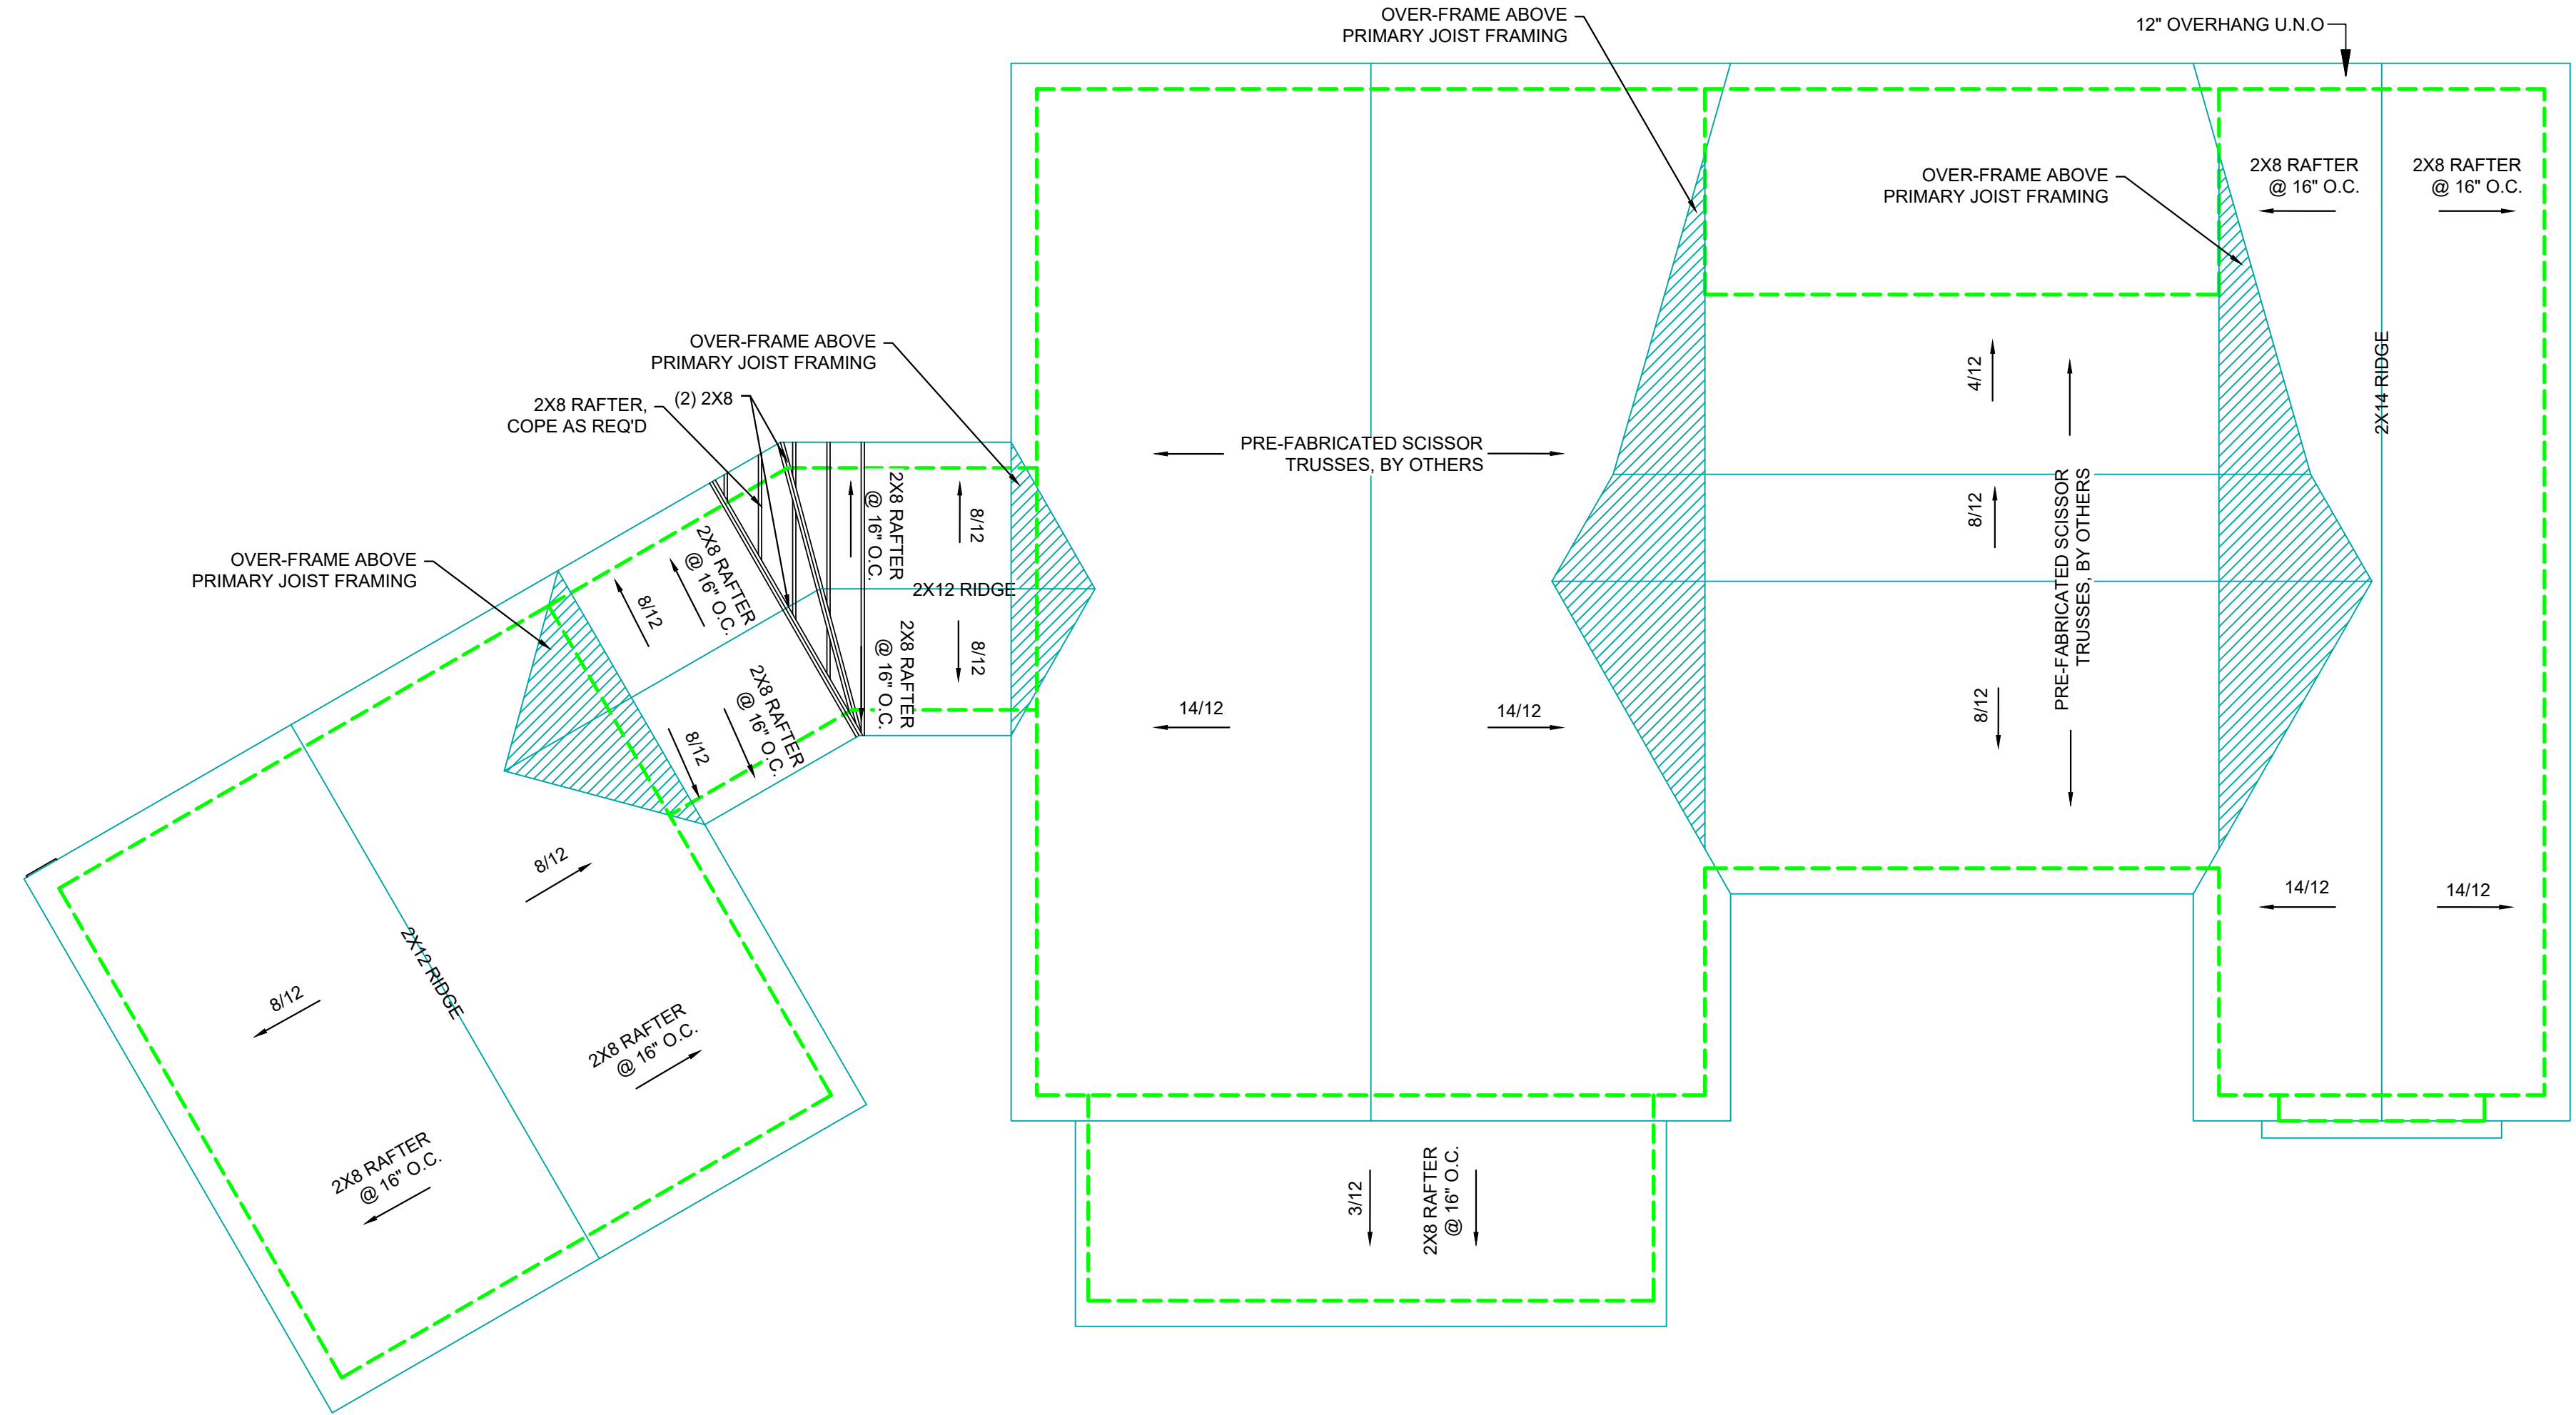 OVER-FRAME ABOVE
PRIMARY JOIST FRAMING
12" OVERHANG U.N.O
OVER-FRAME ABOVE
PRIMARY JOIST FRAMING
2X8 RAFTER
@ 16" O.C.
2X8 RAFTER
@ 16" O.C.
OVER-FRAME ABOVE
PRIMARY JOIST FRAMING
2X8 RAFTER,
COPE AS REQ'D
(2) 2X8
4/12
2X14 RIDGE
PRE-FABRICATED SCISSOR
TRUSSES, BY OTHERS
2X8 RAFTER
@ 16" O.C.
8/12
8/12
PRE-FABRICATED SCISSOR
TRUSSES, BY OTHERS
OVER-FRAME ABOVE
PRIMARY JOIST FRAMING
2X8 RAFTER
@ 16" O.C.
8/12
2X12 RIDGE
2X8 RAFTER
@ 16" O.C.
8/12
2X8 RAFTER
@ 16" O.C.
8/12
14/12
14/12
8/12
8/12
14/12
14/12
2X12 RIDGE
8/12
2X8 RAFTER
@ 16" O.C.
2X8 RAFTER
@ 16" O.C.
3/12
2X8 RAFTER
@ 16" O.C.